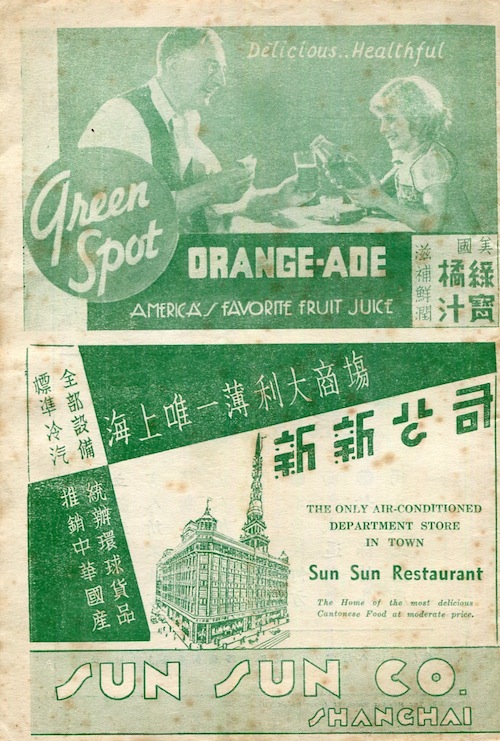 Delicious..Healthful
Green
Spot
ORANGE-ADE
AMERICA'S FAVORITE FRUIT JUICE
美國
綠寶
橘汁
滋補鮮潤
全部設備
標準冷汽
海上唯一薄利大商塲
新新公司
統辦環球貨品
推銷中華國產
THE ONLY AIR-CONDITIONED
DEPARTMENT STORE
IN TOWN
Sun Sun Restaurant
The Home of the most delicious
Cantonese Food at moderate price.
SUN SUN CO.
SHANGHAI